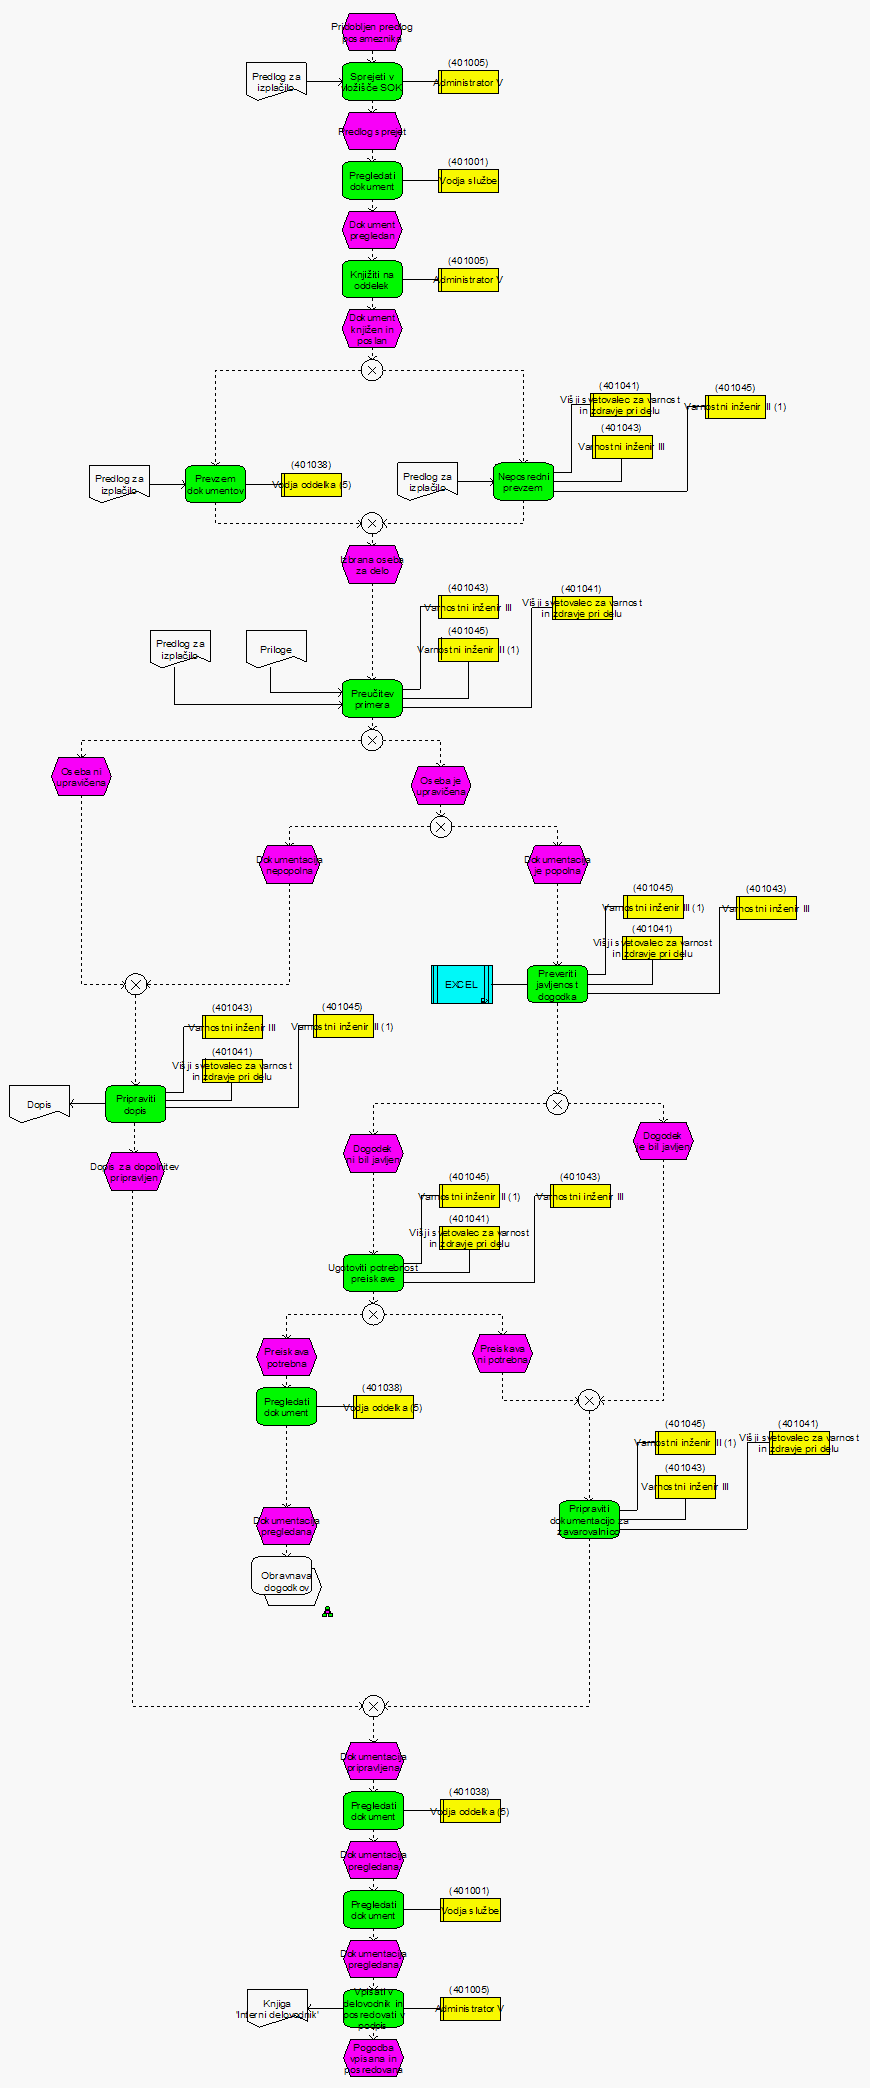 Pridobljen predlog
posameznika
(401005)
Predlog za
izplačilo
Sprejeti v
vložišče SOK
Administrator V
Predlog sprejet
(401001)
Pregledati
dokument
Vodja službe
Dokument
pregledan
(401005)
Knjižiti na
oddelek
Administrator V
Dokument
knjižen in
poslan
(401041)
Višji svetovalec za varnost
in zdravje pri delu
(401045)
Varnostni inženir II (1)
(401043)
Varnostni inženir III
(401038)
Predlog za
izplačilo
Prevzem
dokumentov
Vodja oddelka (5)
Predlog za
izplačilo
Neposredni
prevzem
Izbrana oseba
za delo
(401043)
Varnostni inženir III
(401041)
Višji svetovalec za varnost
in zdravje pri delu
(401045)
Varnostni inženir II (1)
Predlog za
izplačilo
Priloge
Preučitev
primera
Oseba ni
upravičena
Oseba je
upravičena
Dokumentacija
nepopolna
Dokumentacija
je popolna
(401045)
Varnostni inženir II (1)
(401043)
Varnostni inženir III
(401041)
Višji svetovalec za varnost
in zdravje pri delu
EXCEL
Preveriti
javljenost
dogodka
(401043)
Varnostni inženir III
(401045)
Varnostni inženir II (1)
(401041)
Višji svetovalec za varnost
in zdravje pri delu
Dopis
Pripraviti
dopis
Dogodek
ni bil javljen
Dogodek
je bil javljen
Dopis za dopolnitev
pripravljen
(401045)
Varnostni inženir II (1)
(401043)
Varnostni inženir III
(401041)
Višji svetovalec za varnost
in zdravje pri delu
Ugotoviti potrebnost
preiskave
Preiskava
potrebna
Preiskava
ni potrebna
(401038)
Pregledati
dokument
Vodja oddelka (5)
(401045)
Varnostni inženir II (1)
(401041)
Višji svetovalec za varnost
in zdravje pri delu
(401043)
Varnostni inženir III
Dokumentacija
pregledana
Pripraviti
dokumentacijo za
zavarovalnico
Obravnava
dogodkov
Dokumentacija
pripravljena
(401038)
Pregledati
dokument
Vodja oddelka (5)
Dokumentacija
pregledana
(401001)
Pregledati
dokument
Vodja službe
Dokumentacija
pregledana
(401005)
Knjiga
'Interni delovodnik'
Vpisati v
delovodnik in
posredovati v
podpis
Administrator V
Pogodba
vpisana in
posredovana